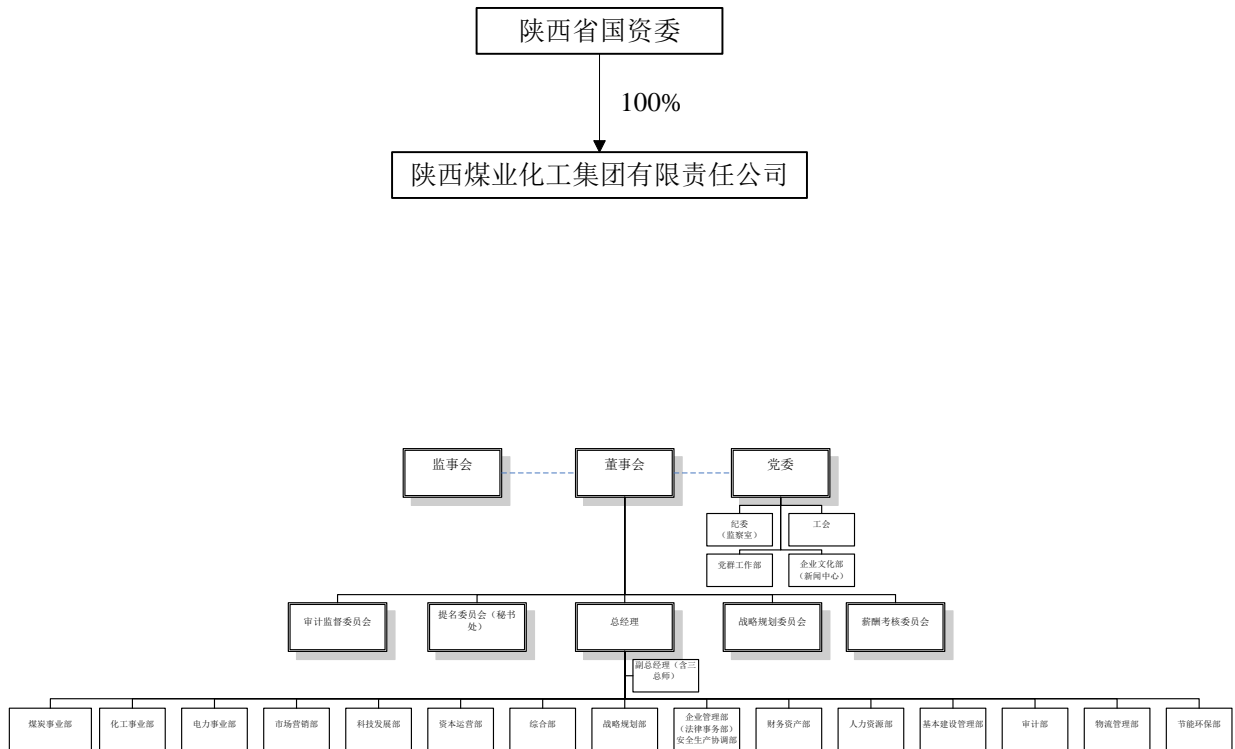 陕西省国资委
100%
陕西煤业化工集团有限责任公司
监事会
董事会
党委
纪委
（监察室）
工会
党群工作部
企业文化部
（新闻中心）
审计监督委员会
提名委员会（秘书
处）
总经理
战略规划委员会
薪酬考核委员会
副总经理（含三
总师）
煤炭事业部
化工事业部
电力事业部
市场营销部
科技发展部
资本运营部
综合部
战略规划部
企业管理部
（法律事务部）
安全生产协调部
财务资产部
人力资源部
基本建设管理部
审计部
物流管理部
节能环保部